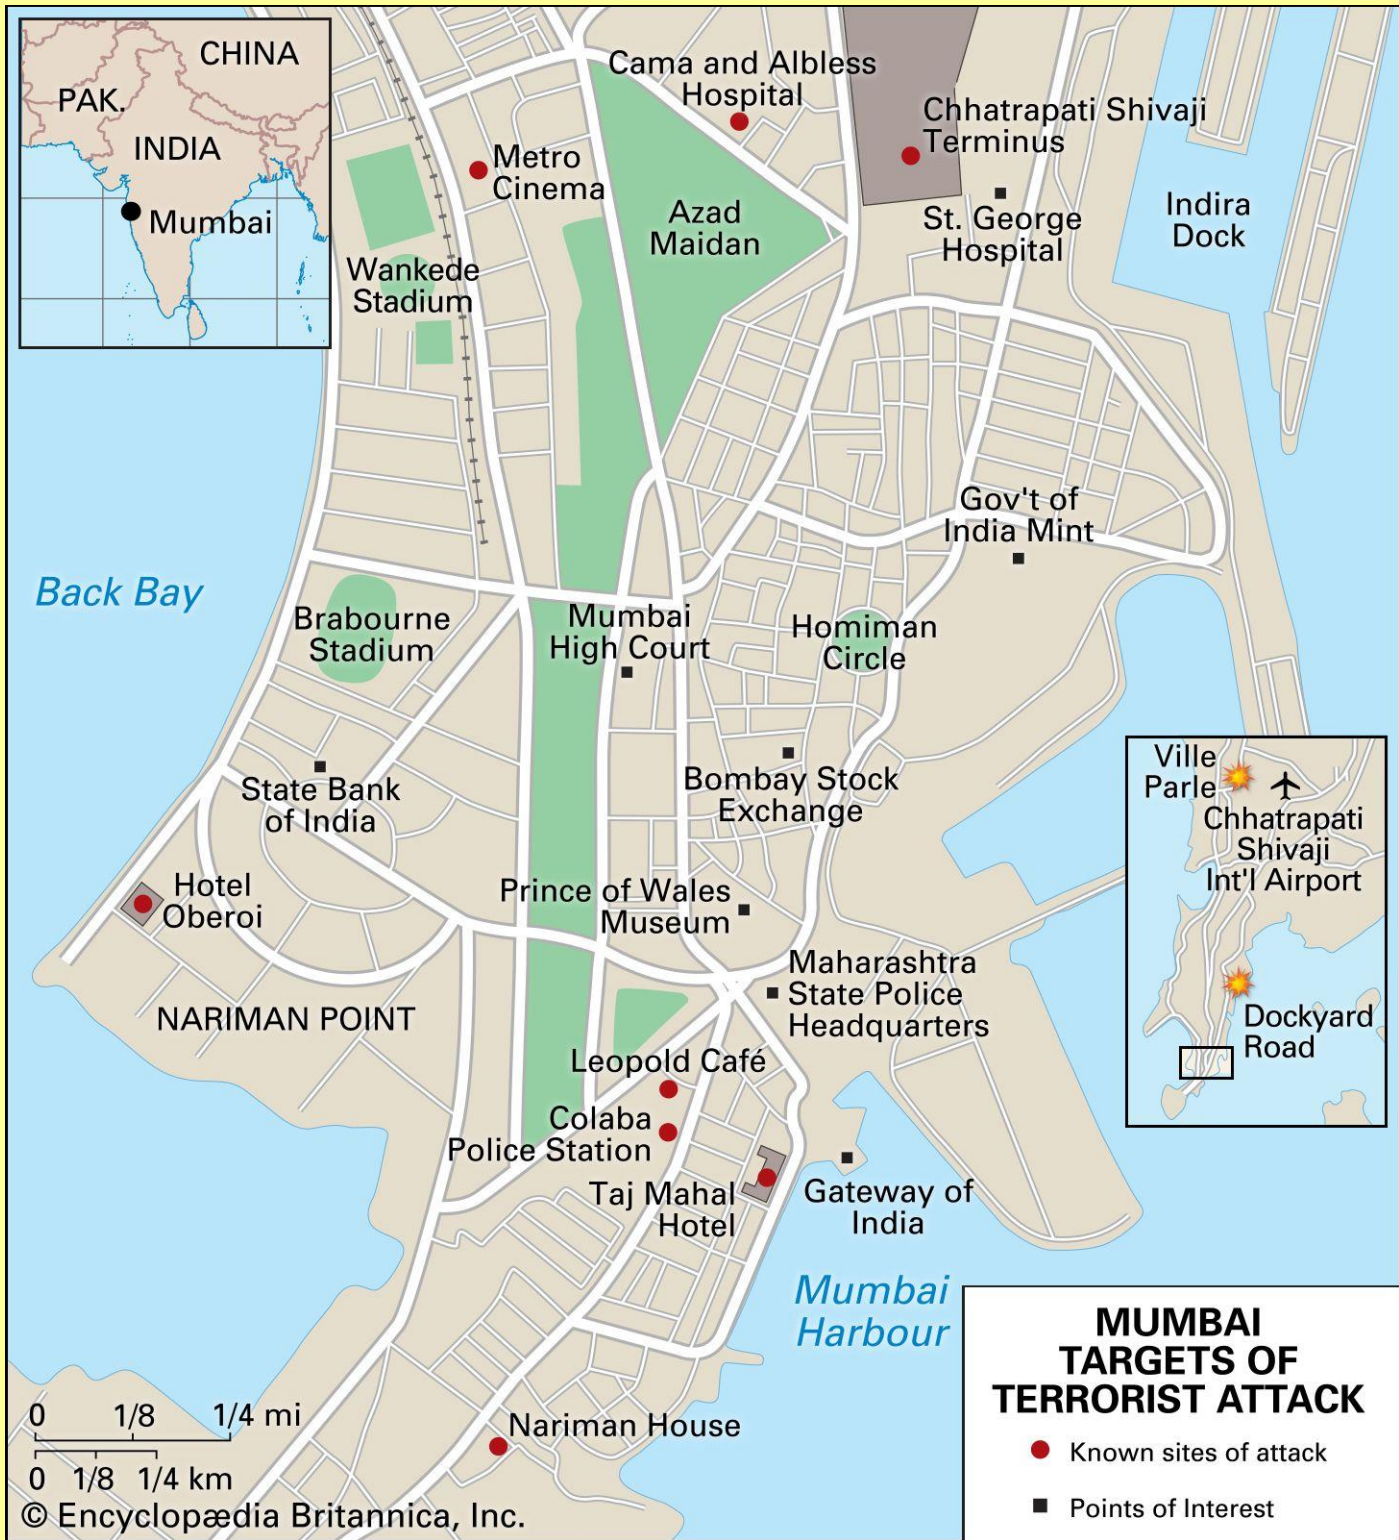 CHINA
PAK.
INDIA
Mumbai
Cama and Albless
Hospital
Chhatrapati Shivaji
Terminus
Metro
Cinema
Azad
Maidan
St. George
Hospital
Indira
Dock
Wankede
Stadium
Gov't of
India Mint
Back Bay
Brabourne
Stadium
Mumbai
High Court
Homiman
Circle
State Bank
of India
Bombay Stock
Exchange
Ville
Parle
Chhatrapati
Shivaji
Int'l Airport
Hotel
Oberoi
Prince of Wales
Museum
Maharashtra
State Police
Headquarters
NARIMAN POINT
Dockyard
Road
Leopold Café
Colaba
Police Station
Taj Mahal
Hotel
Gateway of
India
Mumbai
Harbour
MUMBAI
TARGETS OF
TERRORIST ATTACK
Known sites of attack
Points of Interest
Nariman House
0 1/8 1/4 mi
0 1/8 1/4 km
© Encyclopædia Britannica, Inc.